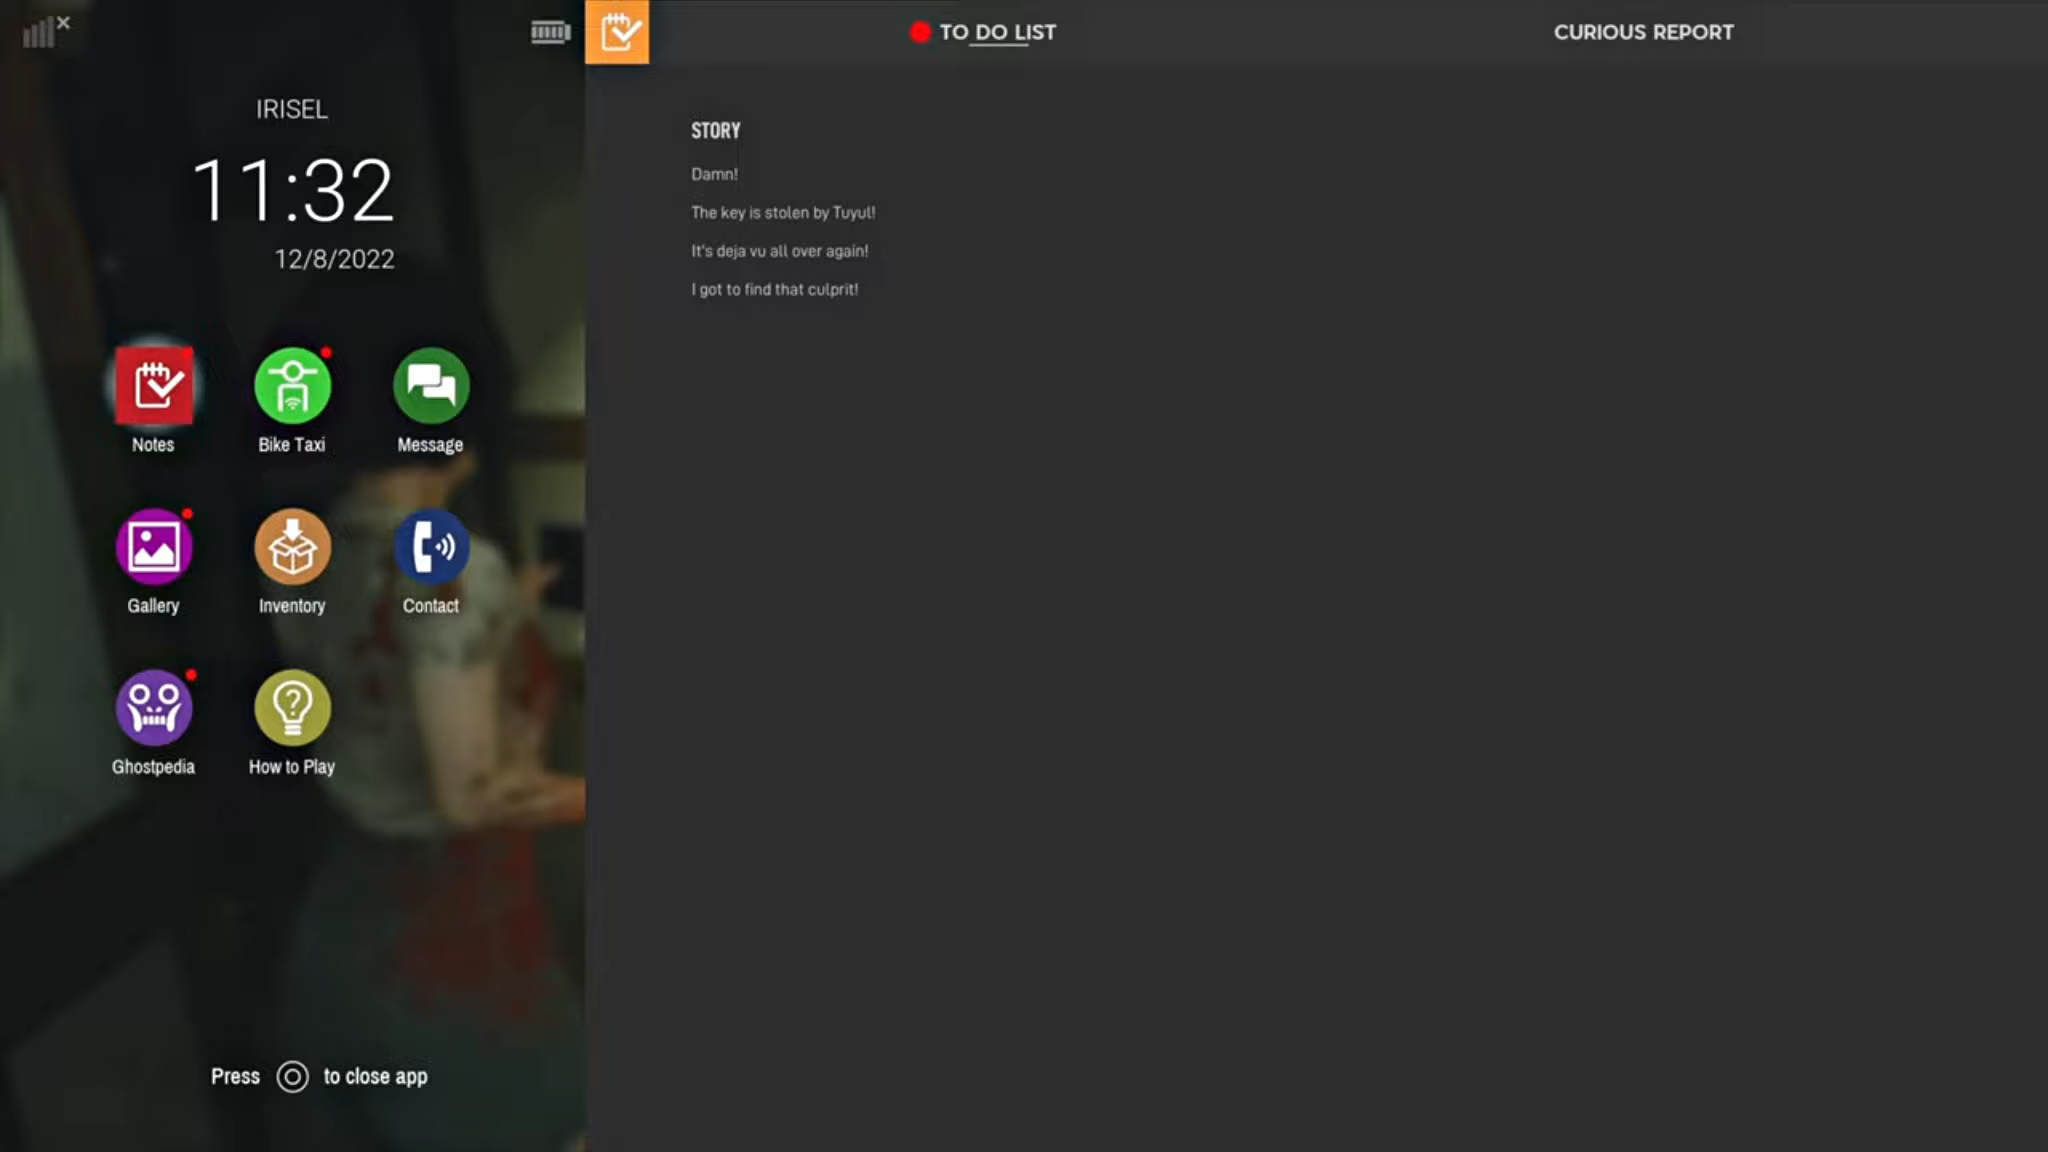 IRISEL
11:32
12/8/2022
Notes
Bike Taxi
Message
Gallery
Inventory
Contact
Ghostpedia
How to Play
Press to close app
TO DO LIST
CURIOUS REPORT
STORY
Damn!
The key is stolen by Tuyul!
It's deja vu all over again!
I got to find that culprit!